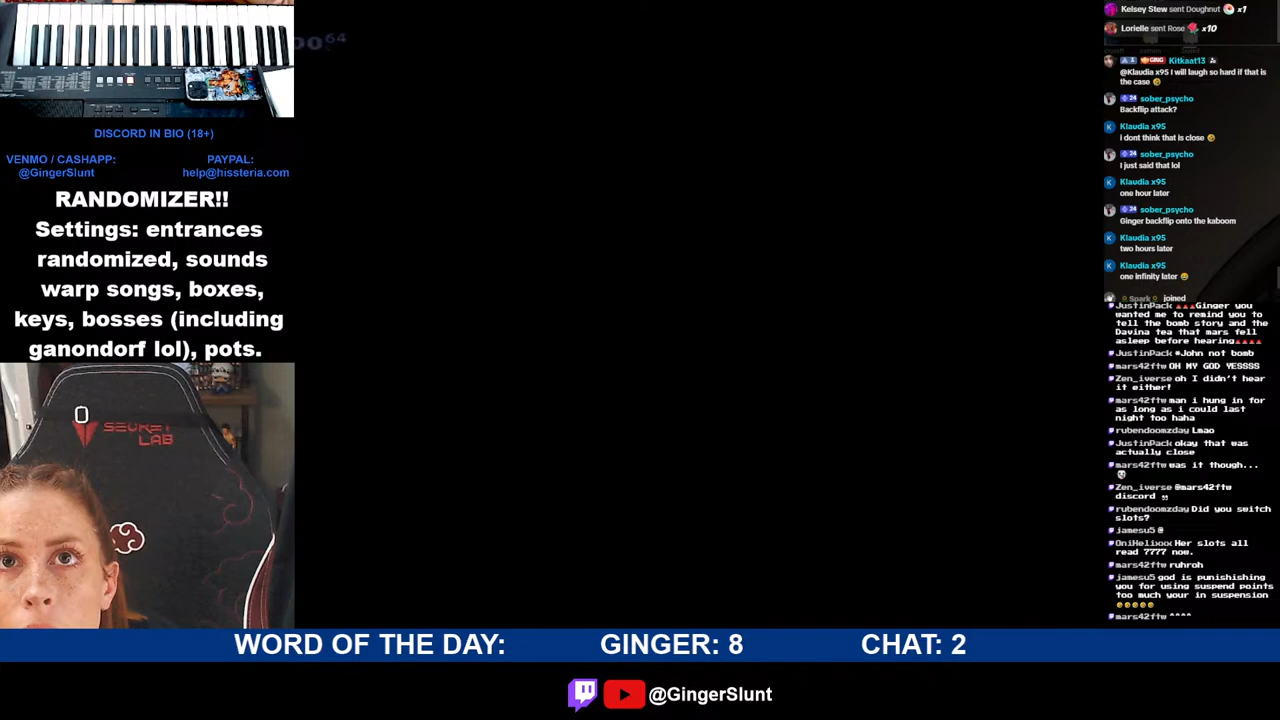 DISCORD IN BIO (18+)
VENMO / CASHAPP:
@GingerSlunt
PAYPAL:
help@hissteria.com
RANDOMIZER!!
Settings: entrances
randomized, sounds
warp songs, boxes,
keys, bosses (including
ganondorf lol), pots.
SECRET
LAB
64
Kelsey Stew sent Doughnut x1
Lorielle sent Rose x10
Kitkaat13
@Klaudia x95 I will laugh so hard if that is
the case
24 sober_psycho
Backflip attack?
Klaudia x95
i dont think that is close
24 sober_psycho
I just said that lol
Klaudia x95
one hour later
24 sober_psycho
Ginger backflip onto the kaboom
Klaudia x95
two hours later
Klaudia x95
one infinity later
Spark joined
JustinPack Ginger you
wanted me to remind you to
tell the bomb story and the
Davina tea that mars fell
asleep before hearing
JustinPack *John not bomb
mars42ftw OH MY GOD YESSSS
Zen_iverse oh I didn't hear
it either!
mars42ftw man i hung in for
as long as i could last
night too haha
rubendoomzday Lmao
JustinPack okay that was
actually close
mars42ftw was it though...
Zen_iverse @mars42ftw
discord
rubendoomzday Did you switch
slots?
jamesu5 @
OniHelixxx Her slots all
read 7777 now.
mars42ftw ruhroh
jamesu5 god is punishishing
you for using suspend points
too much your in suspension
mars42ftw ^^^^
WORD OF THE DAY:
GINGER: 8
CHAT: 2
@GingerSlunt